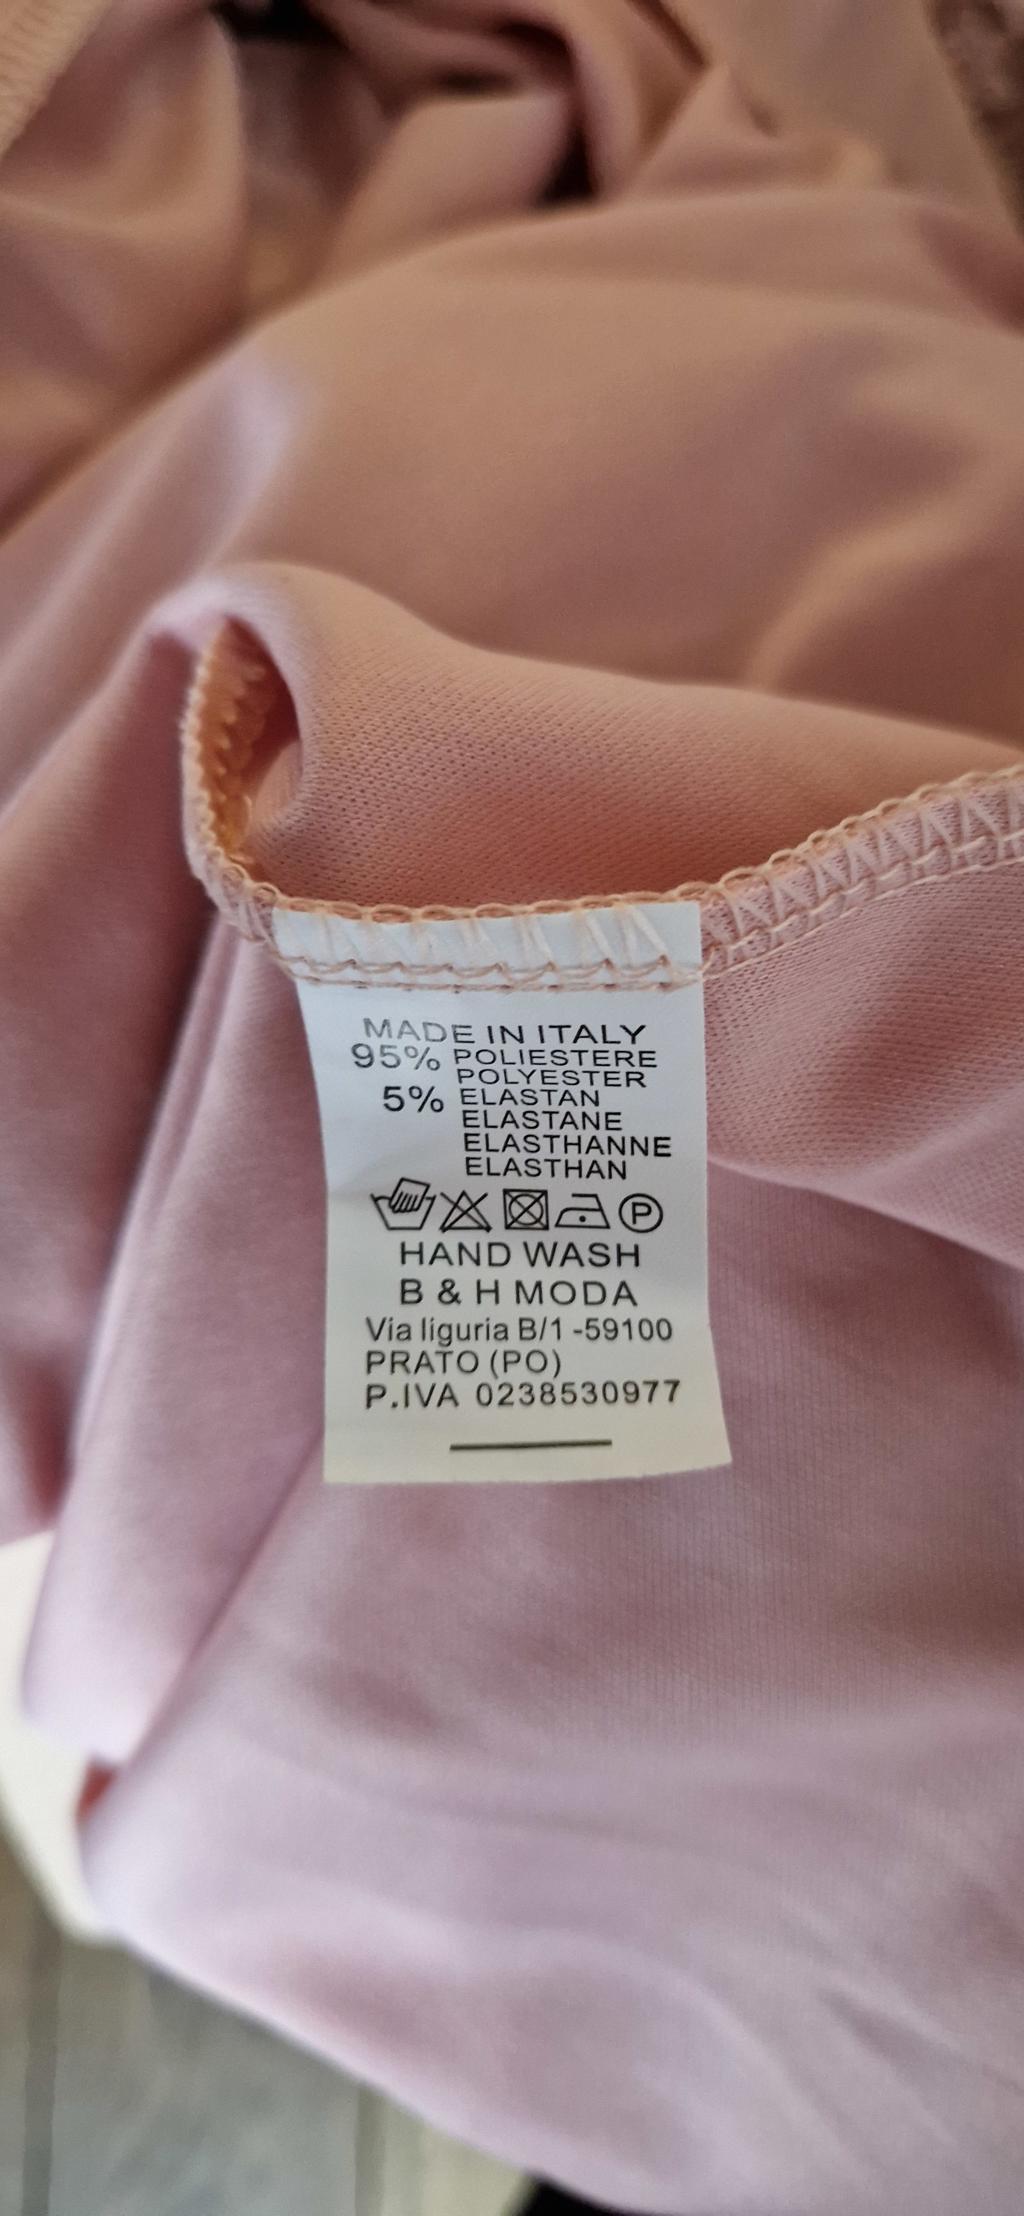 MADE IN ITALY
95% POLIESTERE
POLYESTER
5% ELASTAN
ELASTANE
ELASTHANNE
ELASTHAN
P
HAND WASH
B & H MODA
Via liguria B/1 -59100
PRATO (PO)
P.IVA 0238530977